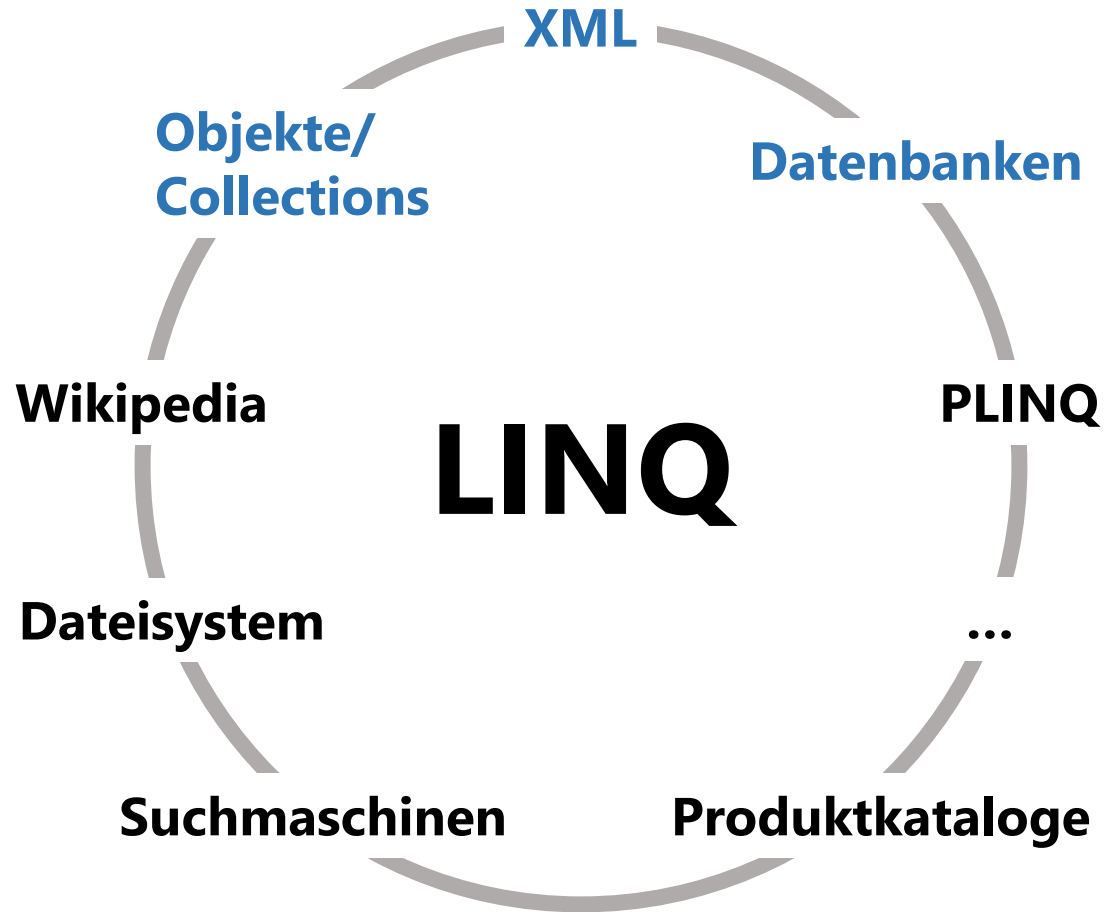 XML
Objekte/
Collections
Datenbanken
Wikipedia
LINQ
PLINQ
Dateisystem
...
Suchmaschinen
Produktkataloge